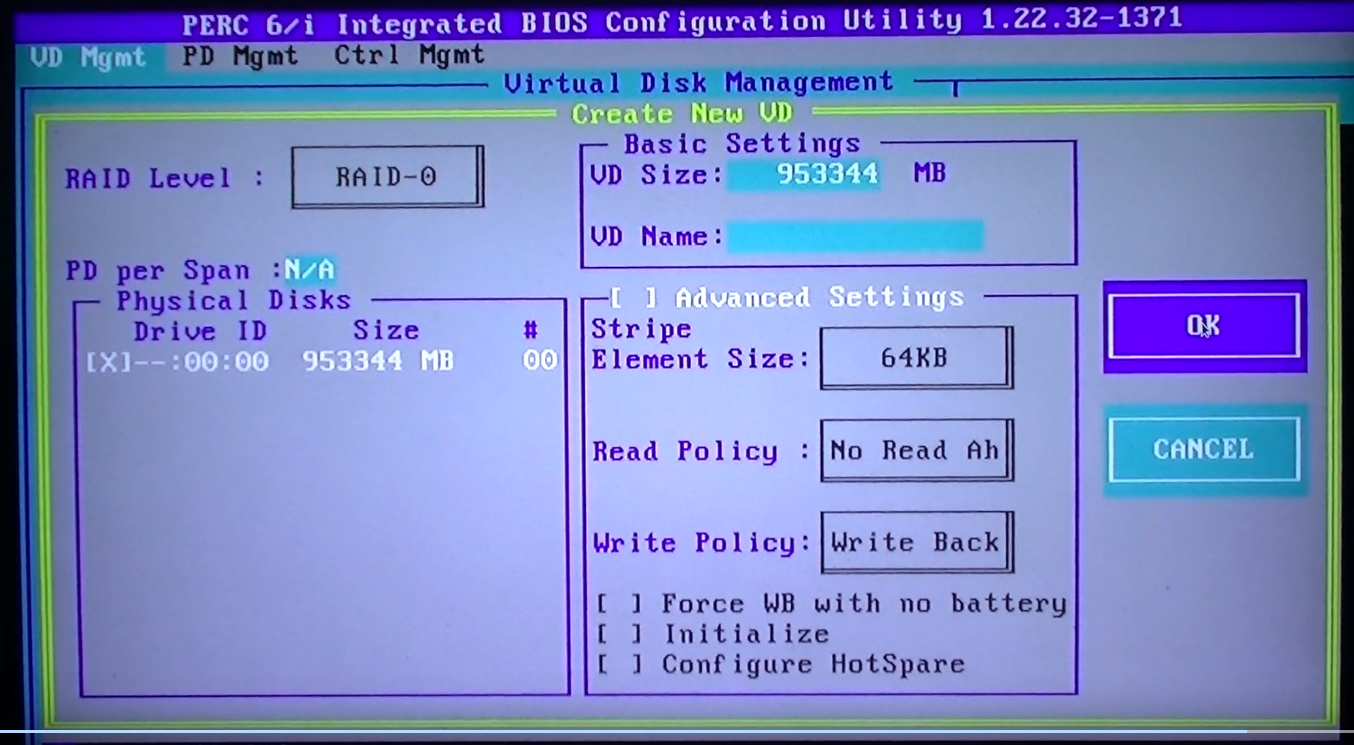 PERC 6/i Integrated BIOS Configuration Utility 1.22.32-1371
VD Mgmt PD Mgmt Ctrl Mgmt
Virtual Disk Management
Create New VD
RAID Level : RAID-0
Basic Settings
VD Size: 953344 MB
VD Name:
PD per Span :N/A
Physical Disks
Drive ID Size #
[X]--:00:00 953344 MB 00
[ ] Advanced Settings
Stripe
Element Size: 64KB
Read Policy : No Read Ah
Write Policy: Write Back
[ ] Force WB with no battery
[ ] Initialize
[ ] Configure HotSpare
OK
CANCEL